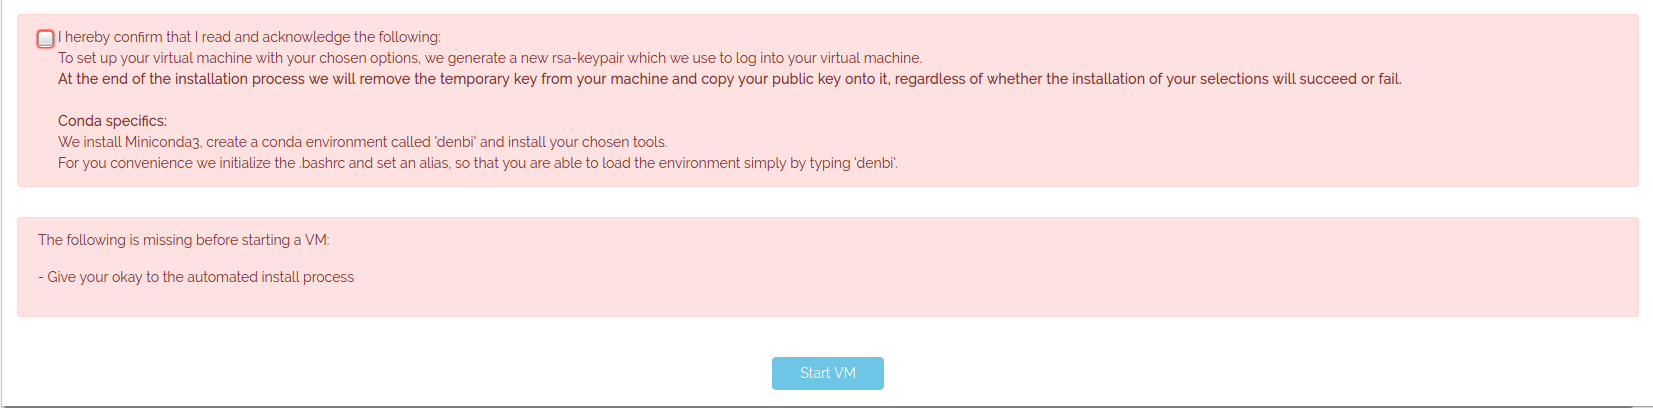 I hereby confirm that I read and acknowledge the following:
To set up your virtual machine with your chosen options, we generate a new rsa-keypair which we use to log into your virtual machine.
At the end of the installation process we will remove the temporary key from your machine and copy your public key onto it, regardless of whether the installation of your selections will succeed or fail.
Conda specifics:
We install Miniconda3, create a conda environment called 'denbi' and install your chosen tools.
For you convenience we initialize the .bashrc and set an alias, so that you are able to load the environment simply by typing 'denbi'.
The following is missing before starting a VM:
- Give your okay to the automated install process
Start VM